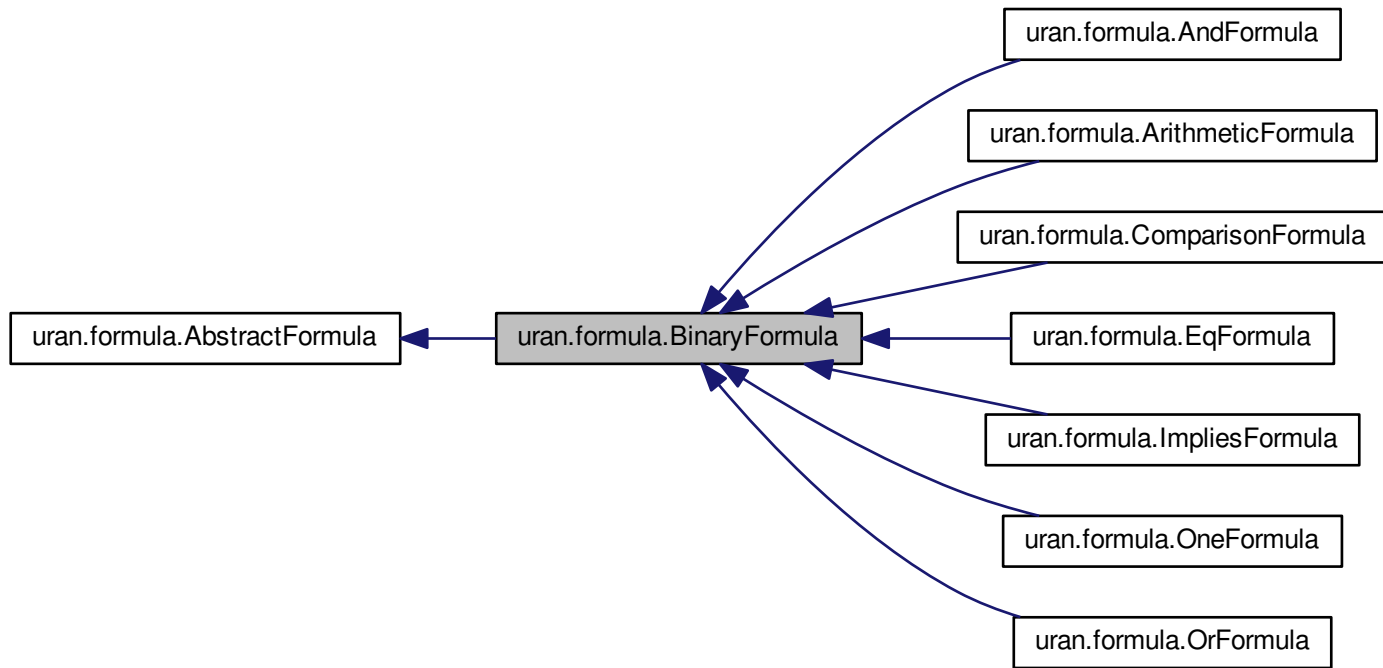 uran.formula.AndFormula
uran.formula.ArithmeticFormula
uran.formula.ComparisonFormula
uran.formula.AbstractFormula
uran.formula.BinaryFormula
uran.formula.EqFormula
uran.formula.ImpliesFormula
uran.formula.OneFormula
uran.formula.OrFormula